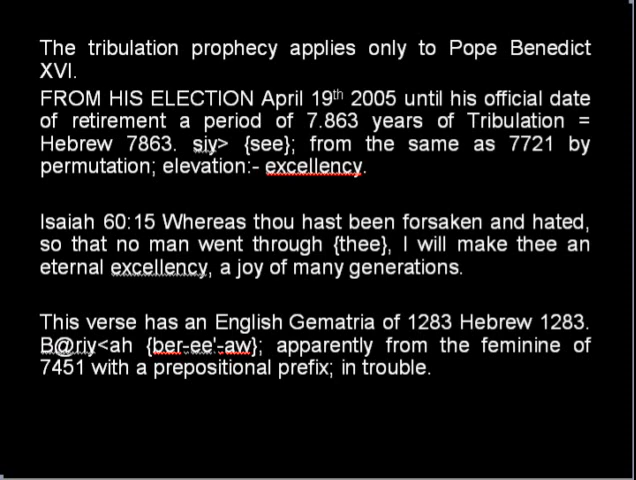 The tribulation prophecy applies only to Pope Benedict
XVI.
FROM HIS ELECTION April 19th 2005 until his official date
of retirement a period of 7.863 years of Tribulation =
Hebrew 7863. siy> {see}; from the same as 7721 by
permutation; elevation:- excellency.
Isaiah 60:15 Whereas thou hast been forsaken and hated,
so that no man went through {thee}, I will make thee an
eternal excellency, a joy of many generations.
This verse has an English Gematria of 1283 Hebrew 1283.
B@riy<ah {ber-ee'-aw}; apparently from the feminine of
7451 with a prepositional prefix; in trouble.